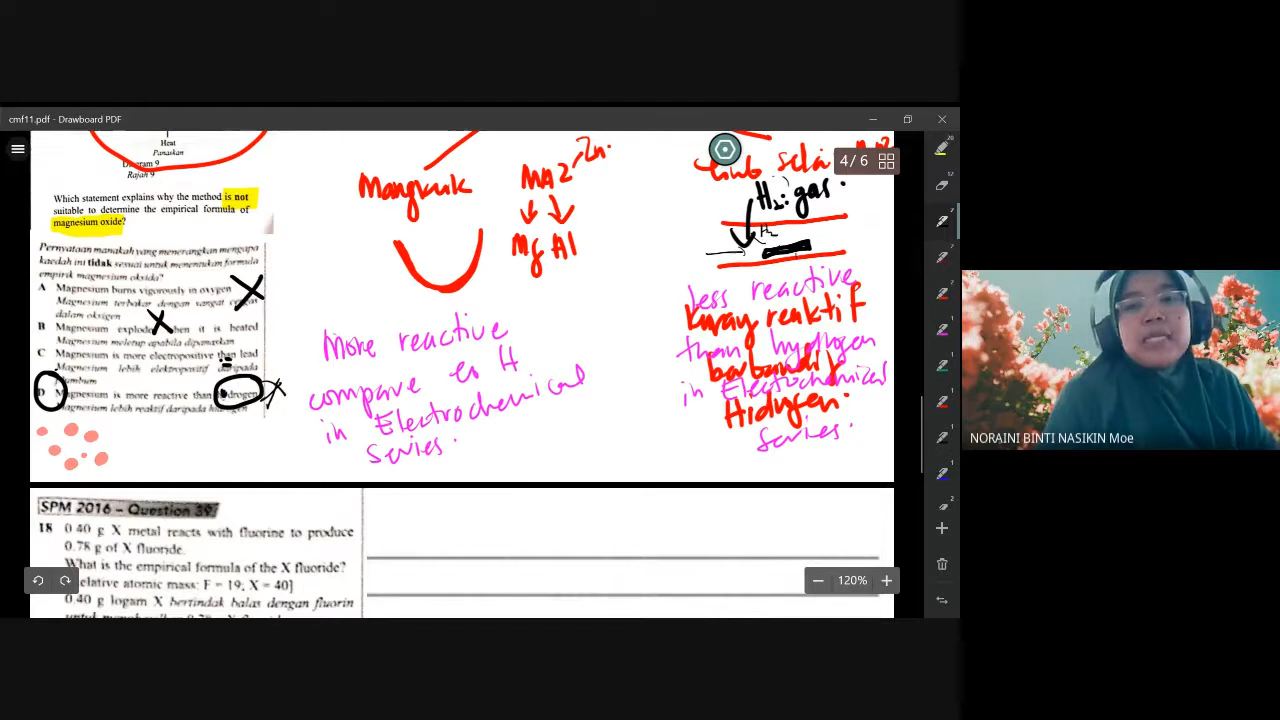 cmf11.pdf - Drawboard PDF
4 / 6
Heat
Panaskan
Diagram 9
Rajah 9
Which statement explains why the method is not
suitable to determine the empirical formula of
magnesium oxide?
Pernyataan manakah yang menerangkan mengapa
kaedah ini tidak sesuai untuk menentukan formula
empirik magnesium oksida?
A Magnesium burns vigorously in oxygen
Magnesium terbakar dengan sangat cergas
dalam oksigen
B Magnesium explodes when it is heated
Magnesium meletup apabila dipanaskan
C Magnesium is more electropositive than lead
Magnesium lebih elektropositif daripada
plumbum
D Magnesium is more reactive than hydrogen
Magnesium lebih reaktif daripada hidrogen
Mangkuk
MAZ Zn.
Mg Al
More reactive
compare to H
in Electrochemical
Series.
H2 gas.
H2
Less reactive
Kurang reaktif
than hydrogen
berbanding
in Electrochemical
Hidrogen.
Series.
SPM 2016 – Question 39
18 0.40 g X metal reacts with fluorine to produce
0.78 g of X fluoride.
What is the empirical formula of the X fluoride?
elative atomic mass: F = 19; X = 40]
0.40 g logam X bertindak balas dengan fluorin
120%
NORAINI BINTI NASIKIN Moe